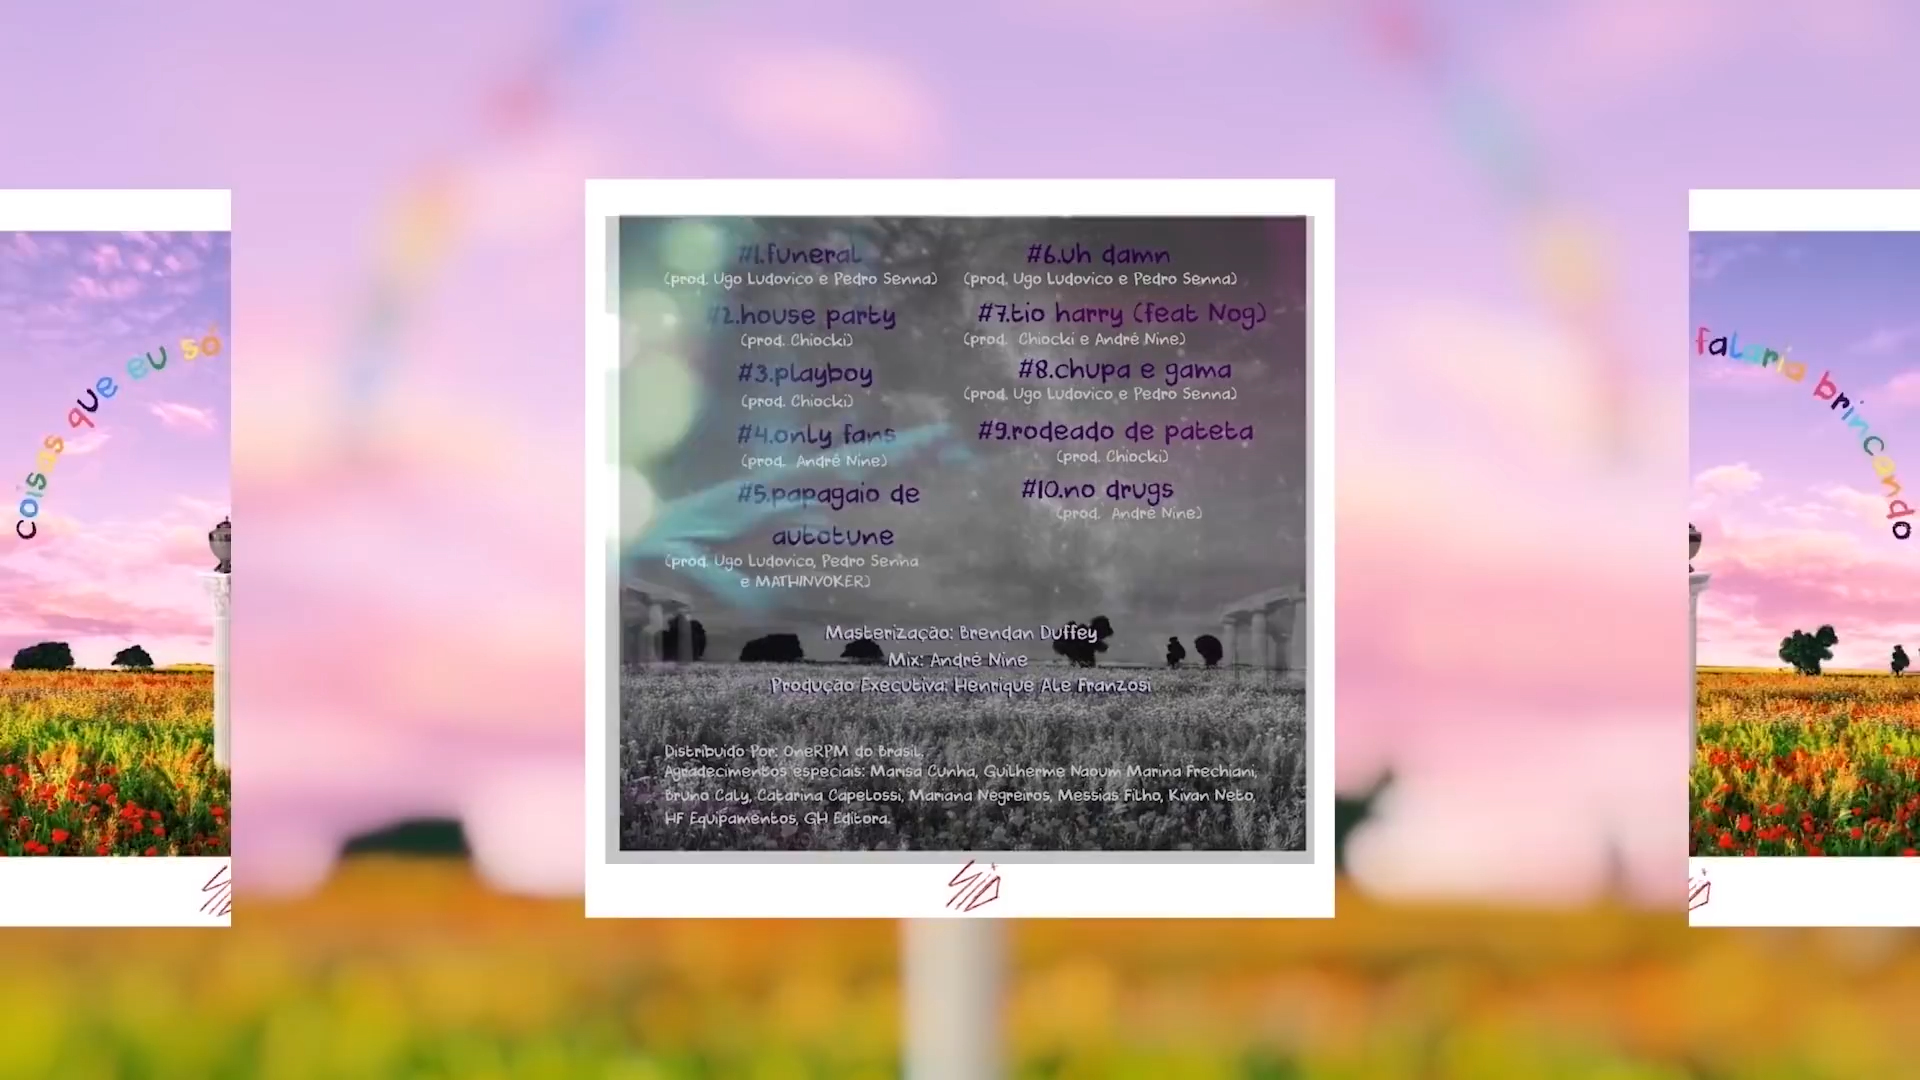 coisas que eu só
#1.funeral
(prod. Ugo Ludovico e Pedro Senna)
#2.house party
(prod. Chiocki)
#3.playboy
(prod. Chiocki)
#4.only fans
(prod. André Nine)
#5.papagaio de
autotune
(prod. Ugo Ludovico, Pedro Senna
e MATHINVOKER)
#6.uh damn
(prod. Ugo Ludovico e Pedro Senna)
#7.tio harry (feat Nog)
(prod. Chiocki e André Nine)
#8.chupa e gama
(prod. Ugo Ludovico e Pedro Senna)
#9.rodeado de pateta
(prod. Chiocki)
#10.no drugs
(prod. André Nine)
Masterização: Brendan Duffey
Mix: André Nine
Produção Executiva: Henrique Ale Franzosi
Distribuido Por: OneRPM do Brasil.
Agradecimentos especiais: Marisa Cunha, Guilherme Naoum Marina Frechiani,
Bruno Caly, Catarina Capelossi, Mariana Negreiros, Messias Filho, Kivan Neto,
HF Equipamentos, GH Editora.
SID
falaria brincando